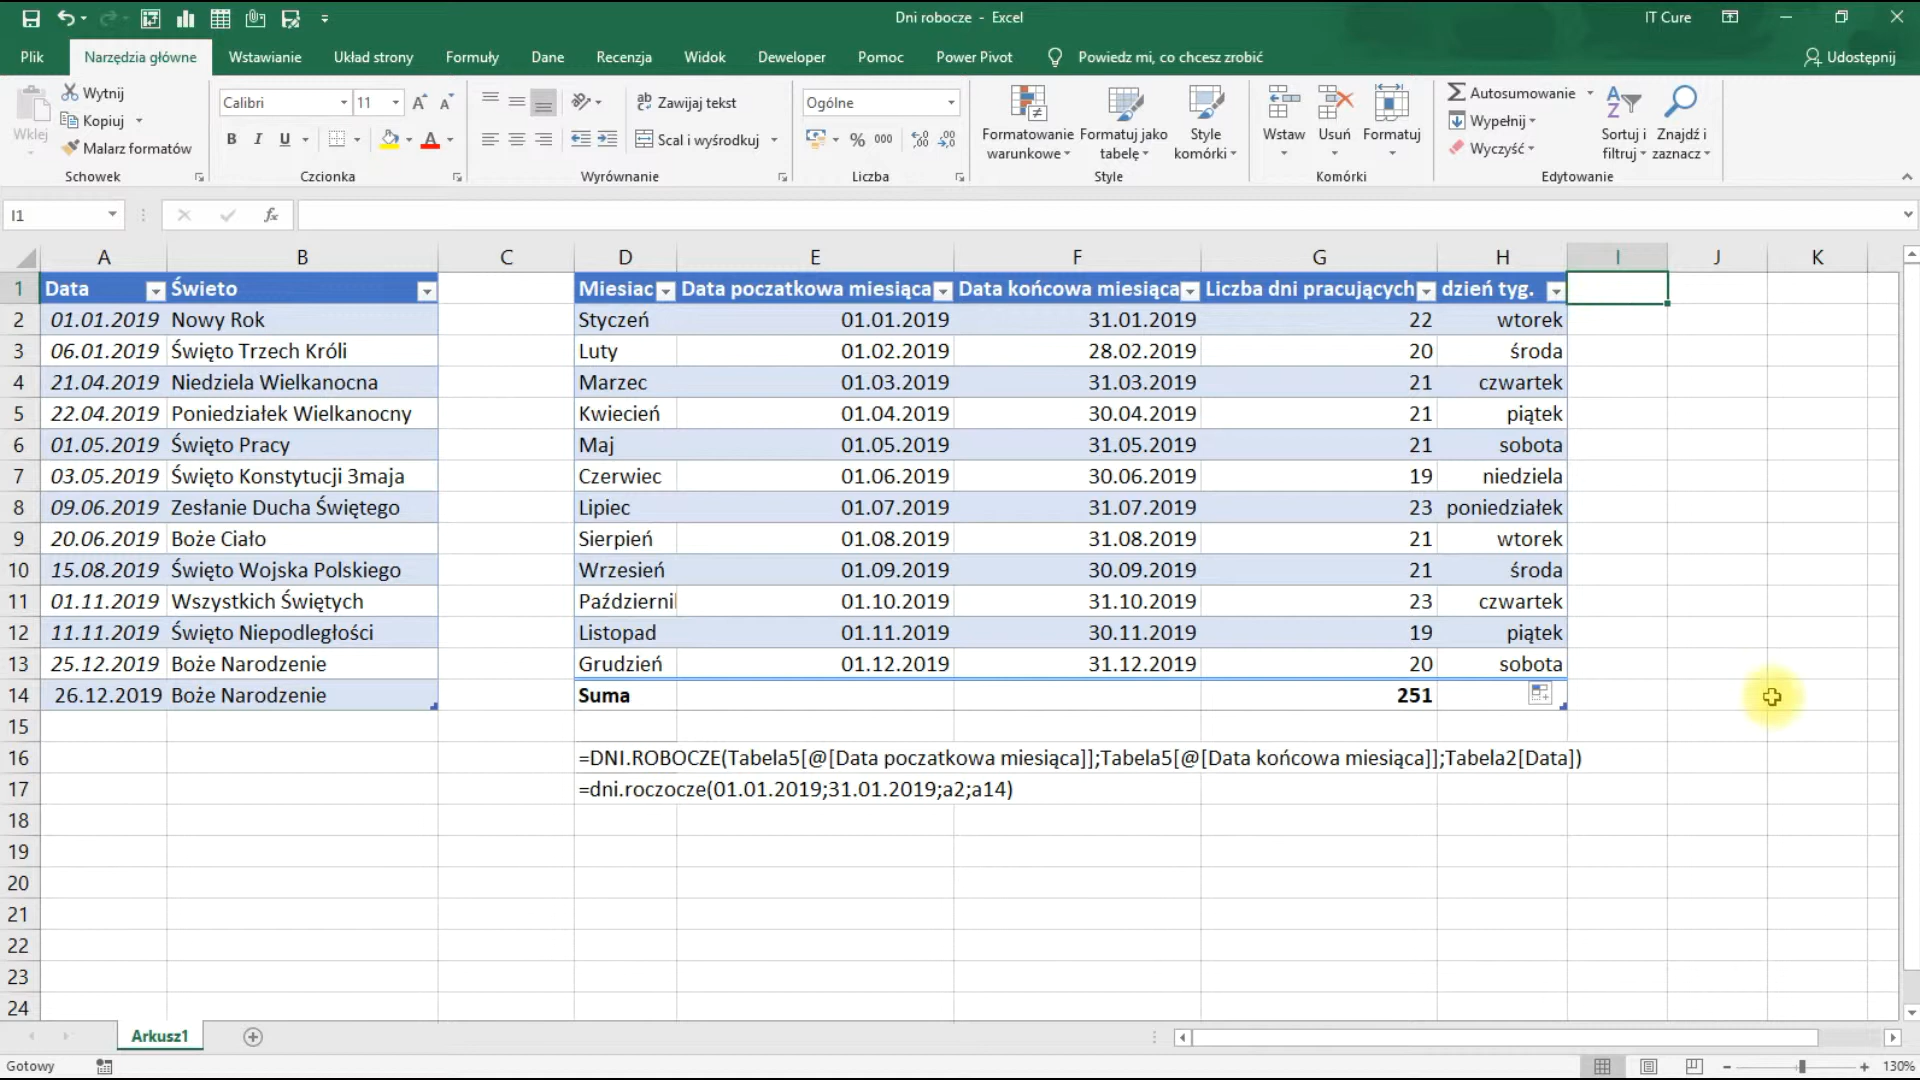 Dni robocze - Excel
IT Cure
Plik Narzędzia główne Wstawianie Układ strony Formuły Dane Recenzja Widok Deweloper Pomoc Power Pivot Powiedz mi, co chcesz zrobić Udostępnij
Wklej
Wytnij
Kopiuj
Malarz formatów
Schowek
Calibri 11
B I U A
Czcionka
Zawijaj tekst
Scal i wyśrodkuj
Wyrównanie
Ogólne
% 000
Liczba
Formatowanie warunkowe
Formatuj jako tabelę
Style komórki
Style
Wstaw Usuń Formatuj
Komórki
Autosumowanie
Wypełnij
Wyczyść
Sortuj i filtruj
Znajdź i zaznacz
Edytowanie
I1 fx
A B C D E F G H I J K
1 Data Świeto Miesiac Data poczatkowa miesiąca Data końcowa miesiąca Liczba dni pracujących dzień tyg.
2 01.01.2019 Nowy Rok Styczeń 01.01.2019 31.01.2019 22 wtorek
3 06.01.2019 Święto Trzech Króli Luty 01.02.2019 28.02.2019 20 środa
4 21.04.2019 Niedziela Wielkanocna Marzec 01.03.2019 31.03.2019 21 czwartek
5 22.04.2019 Poniedziałek Wielkanocny Kwiecień 01.04.2019 30.04.2019 21 piątek
6 01.05.2019 Święto Pracy Maj 01.05.2019 31.05.2019 21 sobota
7 03.05.2019 Święto Konstytucji 3maja Czerwiec 01.06.2019 30.06.2019 19 niedziela
8 09.06.2019 Zesłanie Ducha Świętego Lipiec 01.07.2019 31.07.2019 23 poniedziałek
9 20.06.2019 Boże Ciało Sierpień 01.08.2019 31.08.2019 21 wtorek
10 15.08.2019 Święto Wojska Polskiego Wrzesień 01.09.2019 30.09.2019 21 środa
11 01.11.2019 Wszystkich Świętych Październi 01.10.2019 31.10.2019 23 czwartek
12 11.11.2019 Święto Niepodległości Listopad 01.11.2019 30.11.2019 19 piątek
13 25.12.2019 Boże Narodzenie Grudzień 01.12.2019 31.12.2019 20 sobota
14 26.12.2019 Boże Narodzenie Suma 251
15
16 =DNI.ROBOCZE(Tabela5[@[Data poczatkowa miesiąca]];Tabela5[@[Data końcowa miesiąca]];Tabela2[Data])
17 =dni.roczocze(01.01.2019;31.01.2019;a2;a14)
18
19
20
21
22
23
24
Arkusz1
Gotowy
130%